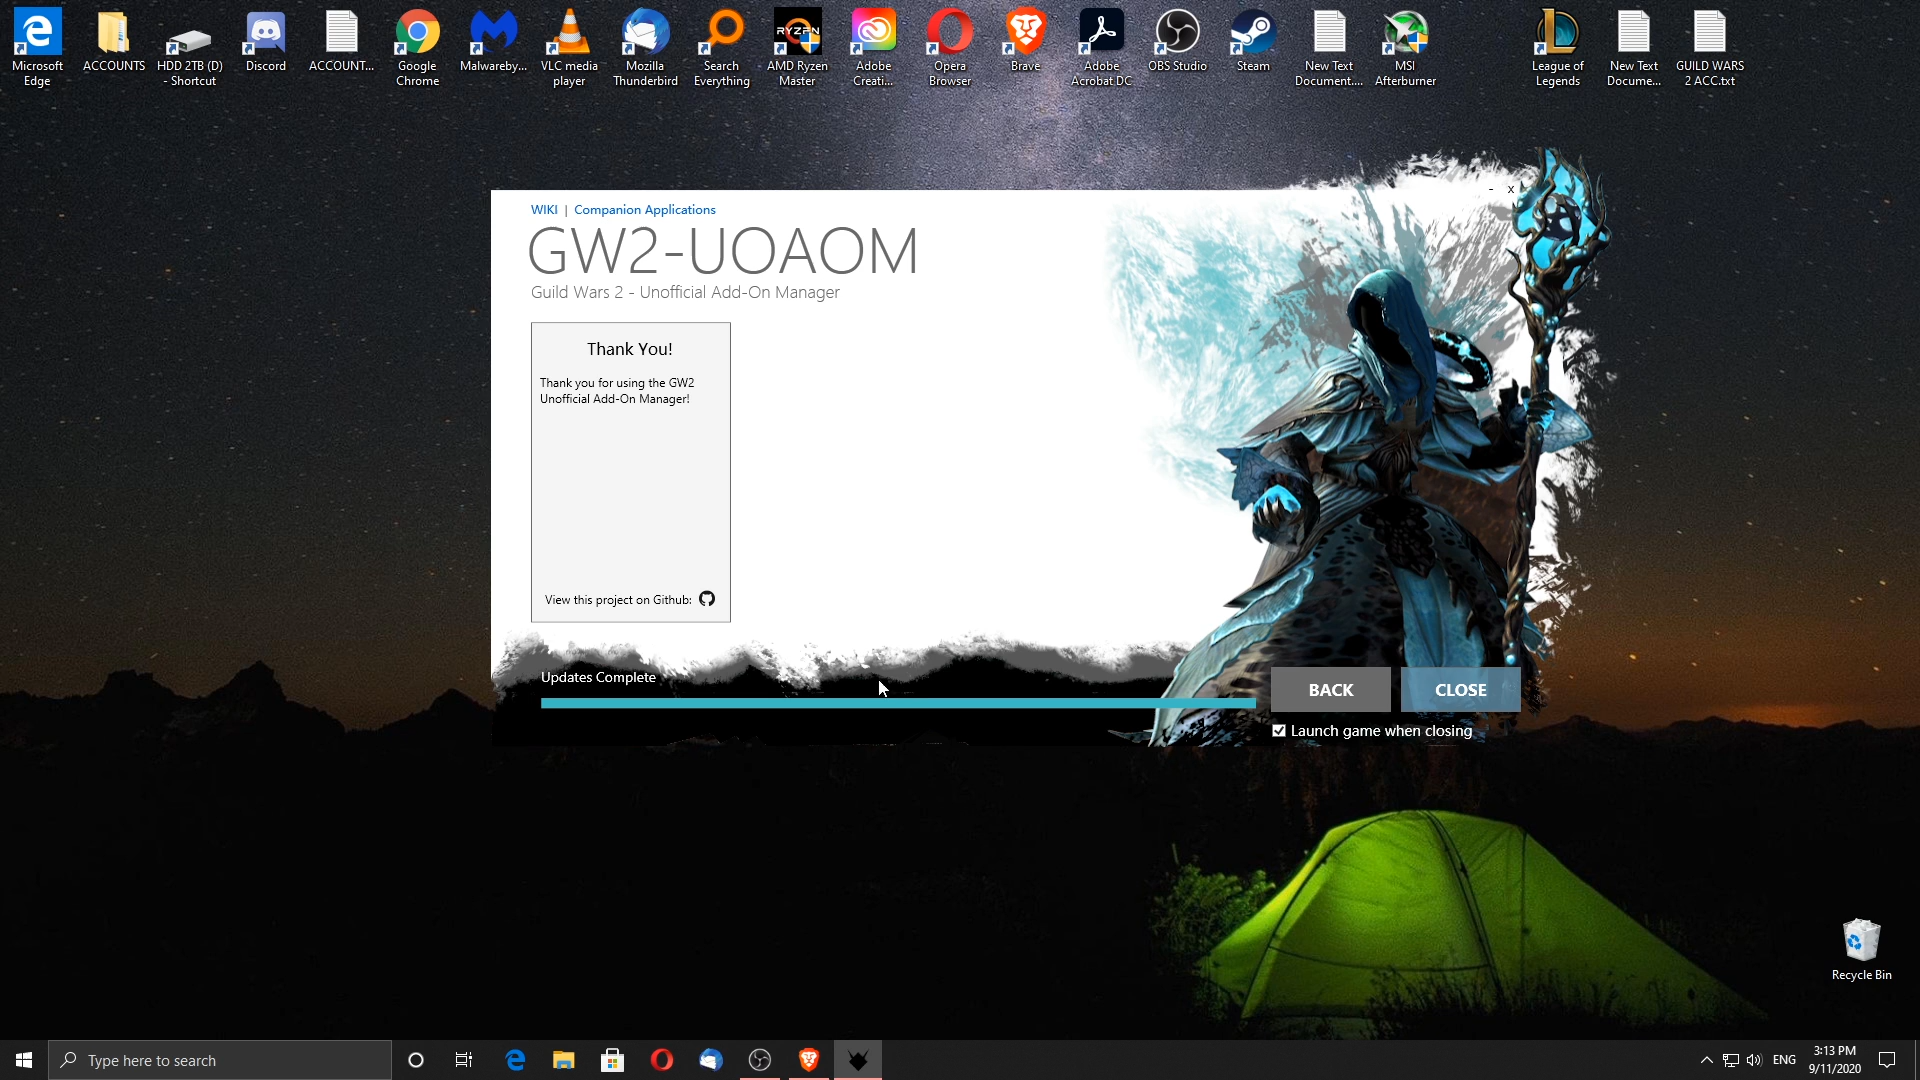 Microsoft
Edge
ACCOUNTS
HDD 2TB (D)
- Shortcut
Discord
ACCOUNT...
Google
Chrome
Malwareby...
VLC media
player
Mozilla
Thunderbird
Search
Everything
RYZEN
AMD Ryzen
Master
Adobe
Creati...
Opera
Browser
Brave
Adobe
Acrobat DC
OBS Studio
Steam
New Text
Document....
MSI
Afterburner
League of
Legends
New Text
Docume...
GUILD WARS
2 ACC.txt
- x
WIKI | Companion Applications
GW2-UOAOM
Guild Wars 2 - Unofficial Add-On Manager
Thank You!
Thank you for using the GW2
Unofficial Add-On Manager!
View this project on Github:
Updates Complete
BACK
CLOSE
Launch game when closing
Recycle Bin
Type here to search
ENG
3:13 PM
9/11/2020